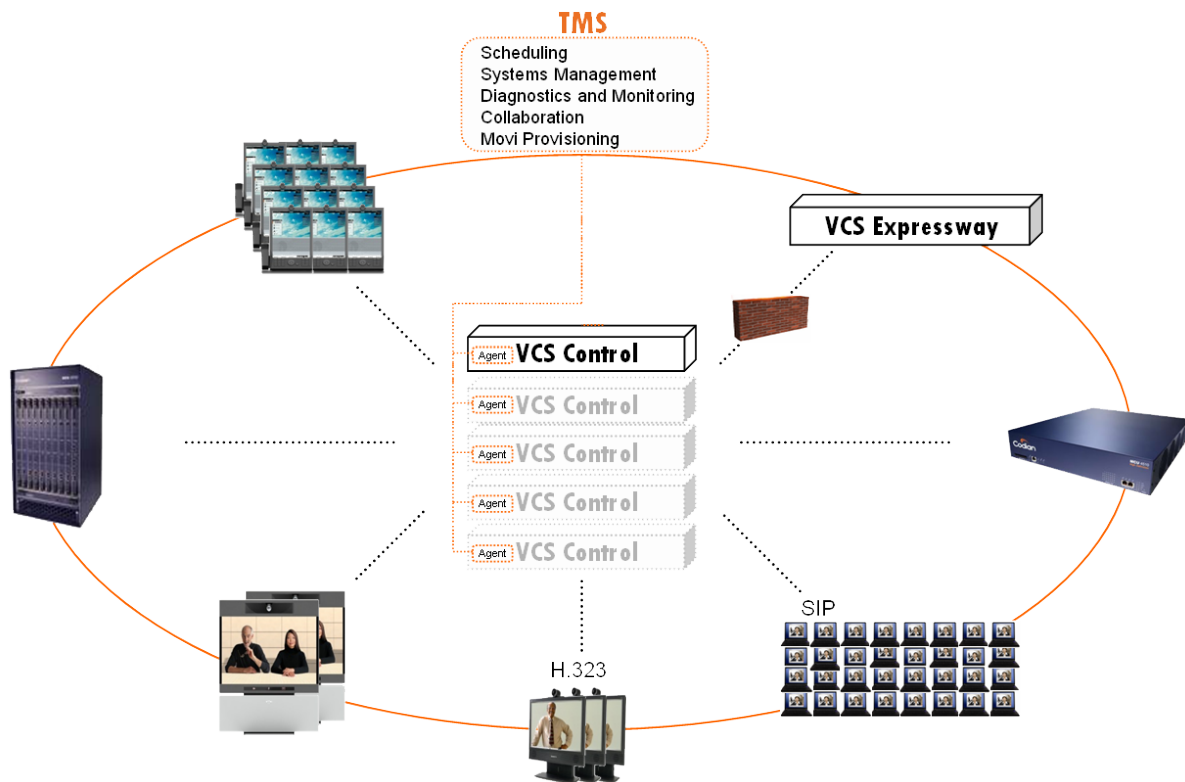 TMS
Scheduling
Systems Management
Diagnostics and Monitoring
Collaboration
Movi Provisioning
VCS Expressway
Agent VCS Control
Agent VCS Control
Agent VCS Control
Agent VCS Control
Agent VCS Control
Codian
SIP
H.323